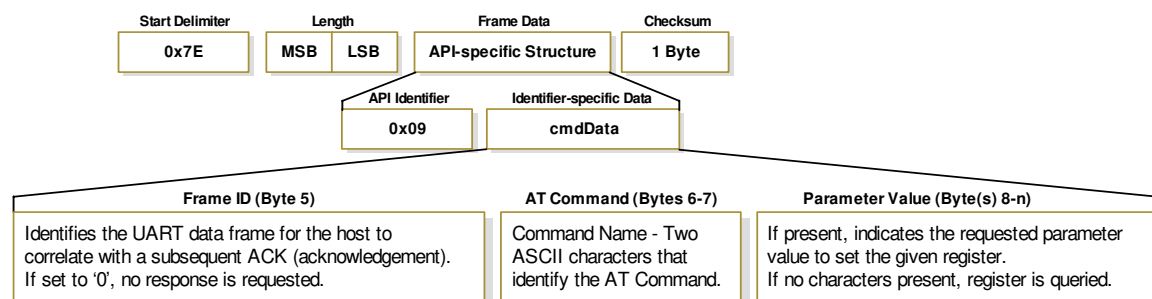 Start Delimiter Length Frame Data Checksum
0x7E MSB LSB API-specific Structure 1 Byte
API Identifier Identifier-specific Data
0x09 cmdData
Frame ID (Byte 5)
Identifies the UART data frame for the host to
correlate with a subsequent ACK (acknowledgement).
If set to ‘0’, no response is requested.
AT Command (Bytes 6-7)
Command Name - Two
ASCII characters that
identify the AT Command.
Parameter Value (Byte(s) 8-n)
If present, indicates the requested parameter
value to set the given register.
If no characters present, register is queried.